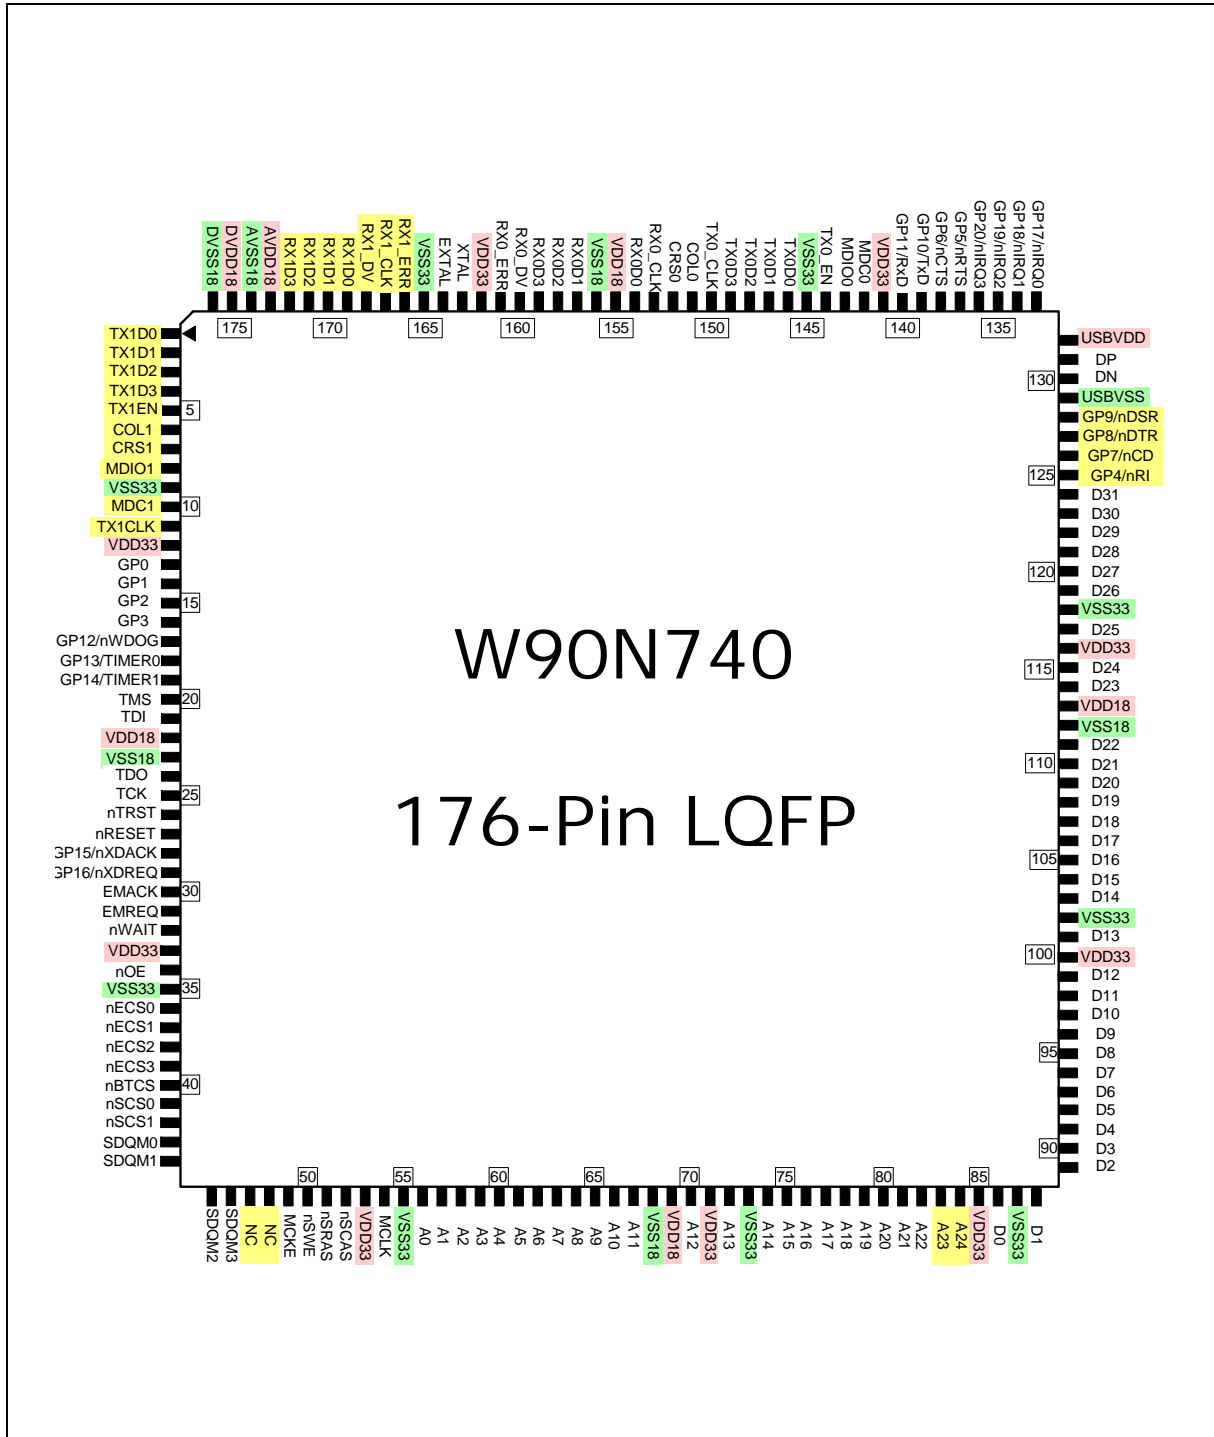 DVSS18
DVDD18
AVSS18
AVDD18
RX1D3
RX1D2
RX1D1
RX1D0
RX1_DV
RX1_CLK
RX1_ERR
VSS33
EXTAL
XTAL
VDD33
RX0_ERR
RX0_DV
RX0D3
RX0D2
RX0D1
VSS18
VDD18
RX0D0
RX0_CLK
CRS0
COL0
TX0_CLK
TX0D3
TX0D2
TX0D1
TX0D0
VSS33
TX0_EN
MDIO0
MDC0
VDD33
GP11/RxD
GP10/TxD
GP6/nCTS
GP5/nRTS
GP20/nIRQ3
GP19/nIRQ2
GP18/nIRQ1
GP17/nIRQ0
175
170
165
160
155
150
145
140
135
TX1D0
TX1D1
TX1D2
TX1D3
TX1EN
5
COL1
CRS1
MDIO1
VSS33
MDC1
10
TX1CLK
VDD33
GP0
GP1
GP2
15
GP3
GP12/nWDOG
GP13/TIMER0
GP14/TIMER1
TMS
20
TDI
VDD18
VSS18
TDO
TCK
25
nTRST
nRESET
GP15/nXDACK
GP16/nXDREQ
EMACK
30
EMREQ
nWAIT
VDD33
nOE
VSS33
35
nECS0
nECS1
nECS2
nECS3
nBTCS
40
nSCS0
nSCS1
SDQM0
SDQM1
W90N740
176-Pin LQFP
USBVDD
DP
130
DN
USBVSS
GP9/nDSR
GP8/nDTR
GP7/nCD
125
GP4/nRI
D31
D30
D29
D28
120
D27
D26
VSS33
D25
VDD33
115
D24
D23
VDD18
VSS18
D22
110
D21
D20
D19
D18
D17
105
D16
D15
D14
VSS33
D13
100
VDD33
D12
D11
D10
D9
95
D8
D7
D6
D5
D4
90
D3
D2
50
55
60
65
70
75
80
85
SDQM2
SDQM3
NC
NC
MCKE
nSWE
nSRAS
nSCAS
VDD33
MCLK
VSS33
A0
A1
A2
A3
A4
A5
A6
A7
A8
A9
A10
A11
VSS18
VDD18
A12
VDD33
A13
VSS33
A14
A15
A16
A17
A18
A19
A20
A21
A22
A23
A24
VDD33
D0
VSS33
D1